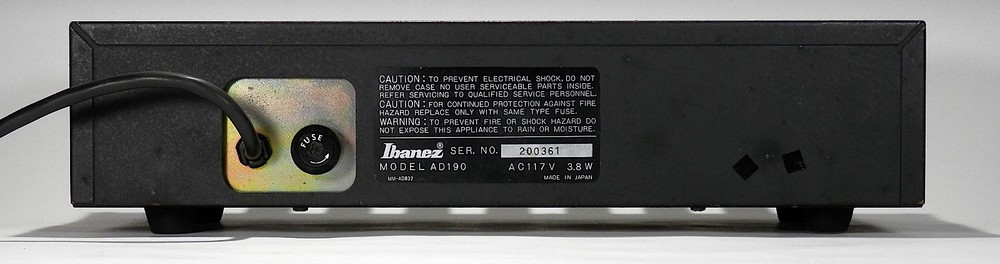 FUSE
CAUTION : TO PREVENT ELECTRICAL SHOCK, DO NOT
REMOVE CASE NO USER SERVICEABLE PARTS INSIDE.
REFER SERVICING TO QUALIFIED SERVICE PERSONNEL.
CAUTION : FOR CONTINUED PROTECTION AGAINST FIRE
HAZARD REPLACE ONLY WITH SAME TYPE FUSE.
WARNING : TO PREVENT FIRE OR SHOCK HAZARD DO
NOT EXPOSE THIS APPLIANCE TO RAIN OR MOISTURE.
Ibanez® SER. NO. 200361
MODEL AD190 AC 117V 3.8W
MM-AD802 MADE IN JAPAN